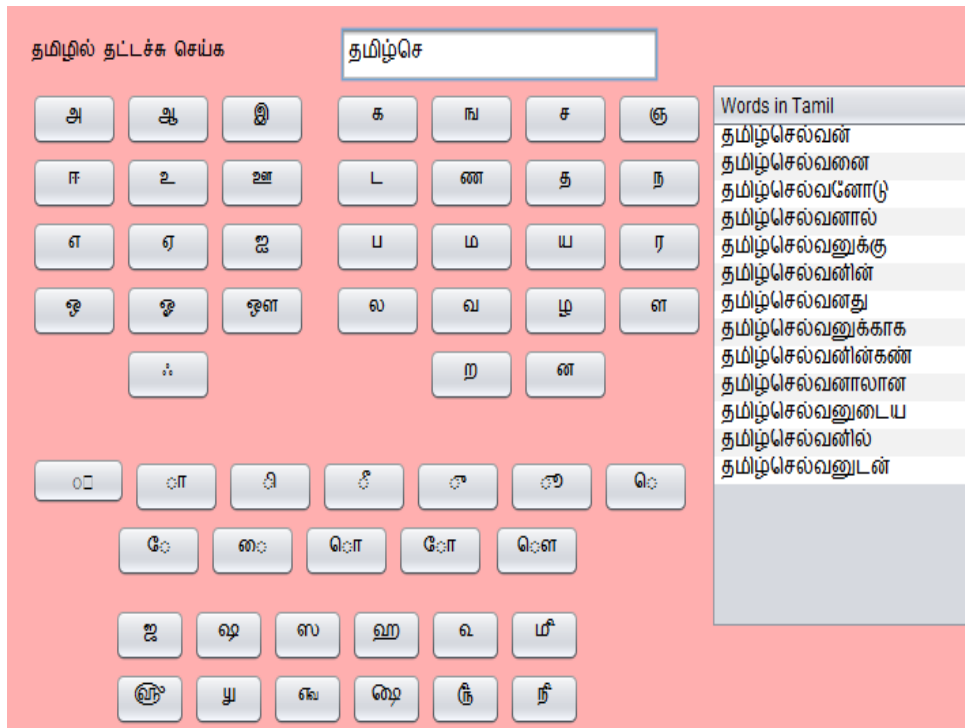 தமிழில் தட்டச்சு செய்க
தமிழ்செ
அ ஆ இ க ங ச ஞ
ஈ உ ஊ ட ண த ந
எ ஏ ஐ ப ம ய ர
ஒ ஓ ஔ ல வ ழ ள
ஃ ற ன
ா ி ீ ு ூ ெ
ே ை ொ ோ ௌ
ஜ ஷ ஸ ஹ ௳ ௴
௵ ௶ ௷ ௸ ௹ ௺
Words in Tamil
தமிழ்செல்வன்
தமிழ்செல்வனை
தமிழ்செல்வனோடு
தமிழ்செல்வனால்
தமிழ்செல்வனுக்கு
தமிழ்செல்வனின்
தமிழ்செல்வனது
தமிழ்செல்வனுக்காக
தமிழ்செல்வனின்கண்
தமிழ்செல்வனாலான
தமிழ்செல்வனுடைய
தமிழ்செல்வனில்
தமிழ்செல்வனுடன்